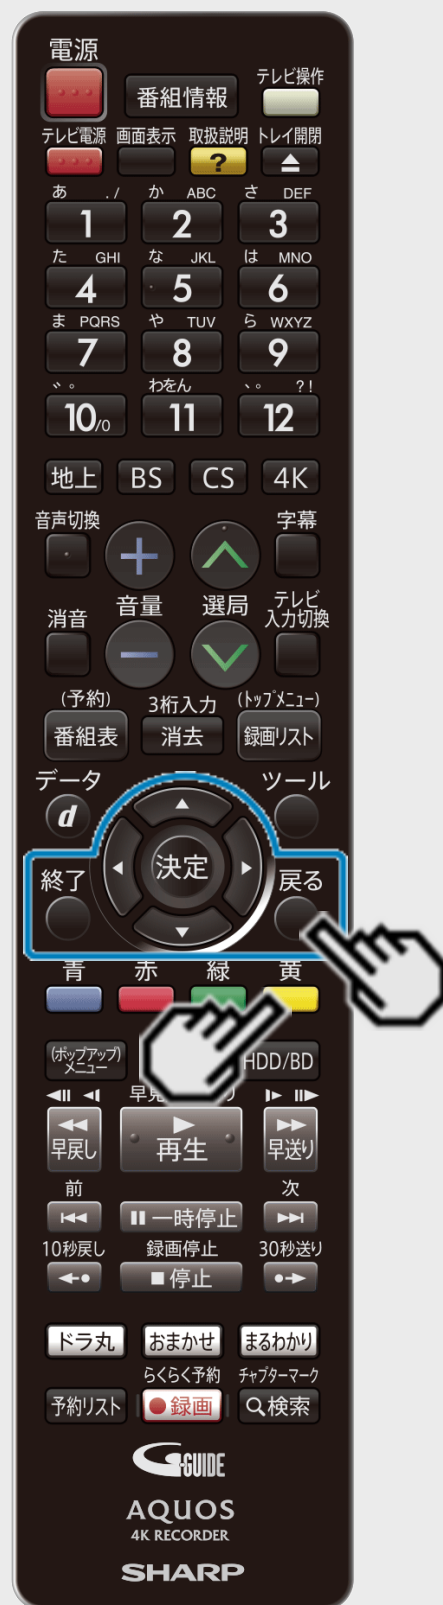 電源
番組情報
テレビ操作
テレビ電源 画面表示 取扱説明 トレイ開閉
?
あ ./ か ABC さ DEF
1 2 3
た GHI な JKL は MNO
4 5 6
ま PQRS や TUV ら WXYZ
7 8 9
゛゜ わをん 、。 ?!
10/0 11 12
地上 BS CS 4K
音声切換 字幕
消音 音量 選局 テレビ
入力切換
(予約) 3桁入力 (トップメニュー)
番組表 消去 録画リスト
データ ツール
d
決定
終了 戻る
青 赤 緑 黄
(ポップアップ)
メニュー
HDD/BD
早見
早戻し 再生 早送り
前 次
一時停止
10秒戻し 録画停止 30秒送り
停止
ドラ丸 おまかせ まるわかり
らくらく予約 チャプターマーク
予約リスト 録画 検索
G-GUIDE
AQUOS
4K RECORDER
SHARP